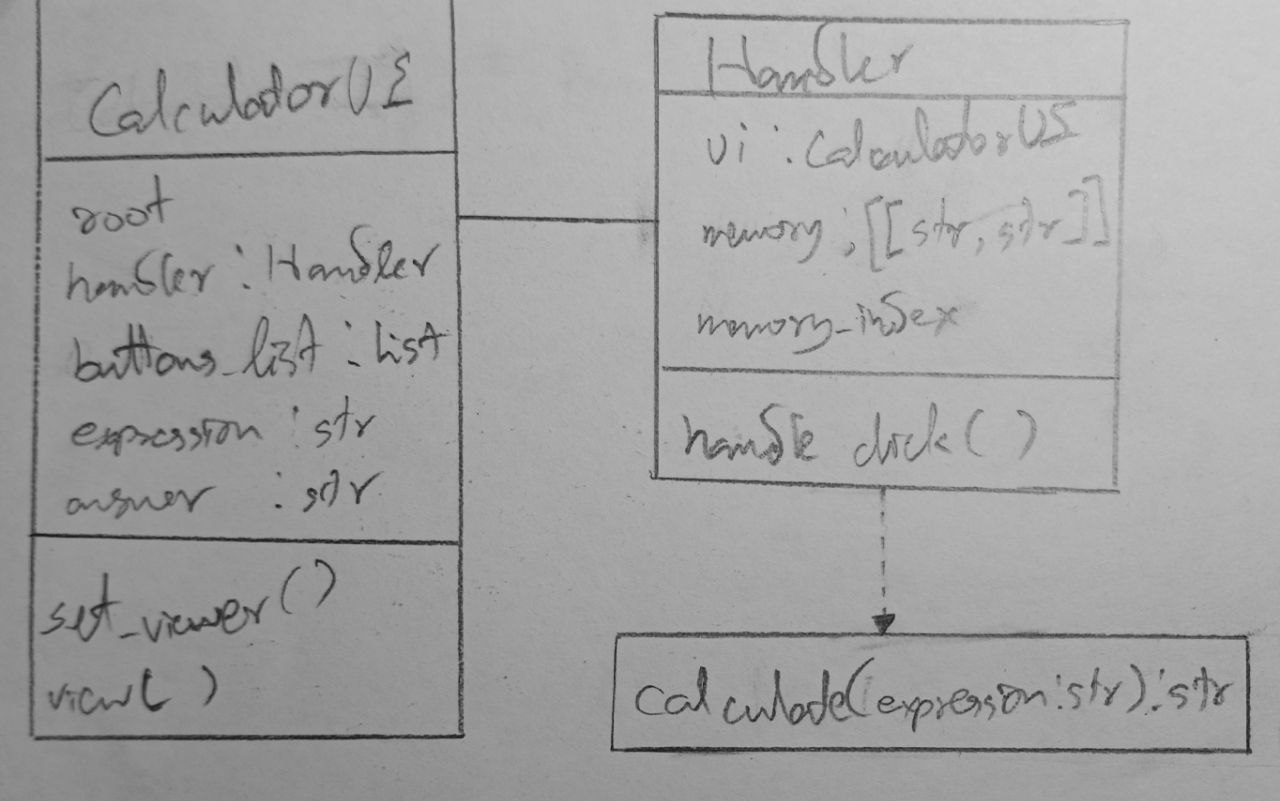 CalculatorUI
root
handler : Handler
buttons_list : list
expression : str
answer : str
set_viewer()
view()
Handler
ui : CalculatorUI
memory : [[str, str]]
memory_index
handle click()
calculate(expression : str) : str